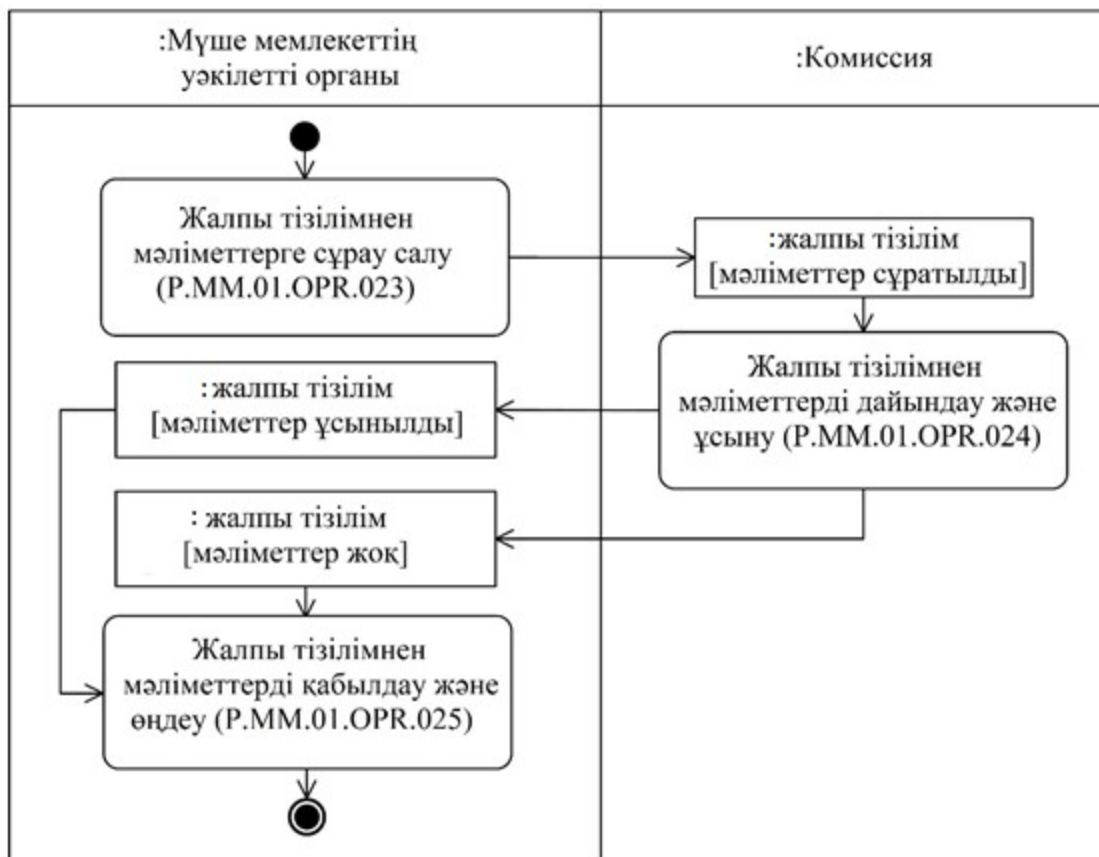 :Мүше мемлекеттің
уәкілетті органы
:Комиссия
Жалпы тізілімнен
мәліметтерге сұрау салу
(P.MM.01.OPR.023)
:жалпы тізілім
[мәліметтер сұратылды]
Жалпы тізілімнен
мәліметтерді дайындау және
ұсыну (P.MM.01.OPR.024)
:жалпы тізілім
[мәліметтер ұсынылды]
: жалпы тізілім
[мәліметтер жоқ]
Жалпы тізілімнен
мәліметтерді қабылдау және
өңдеу (P.MM.01.OPR.025)